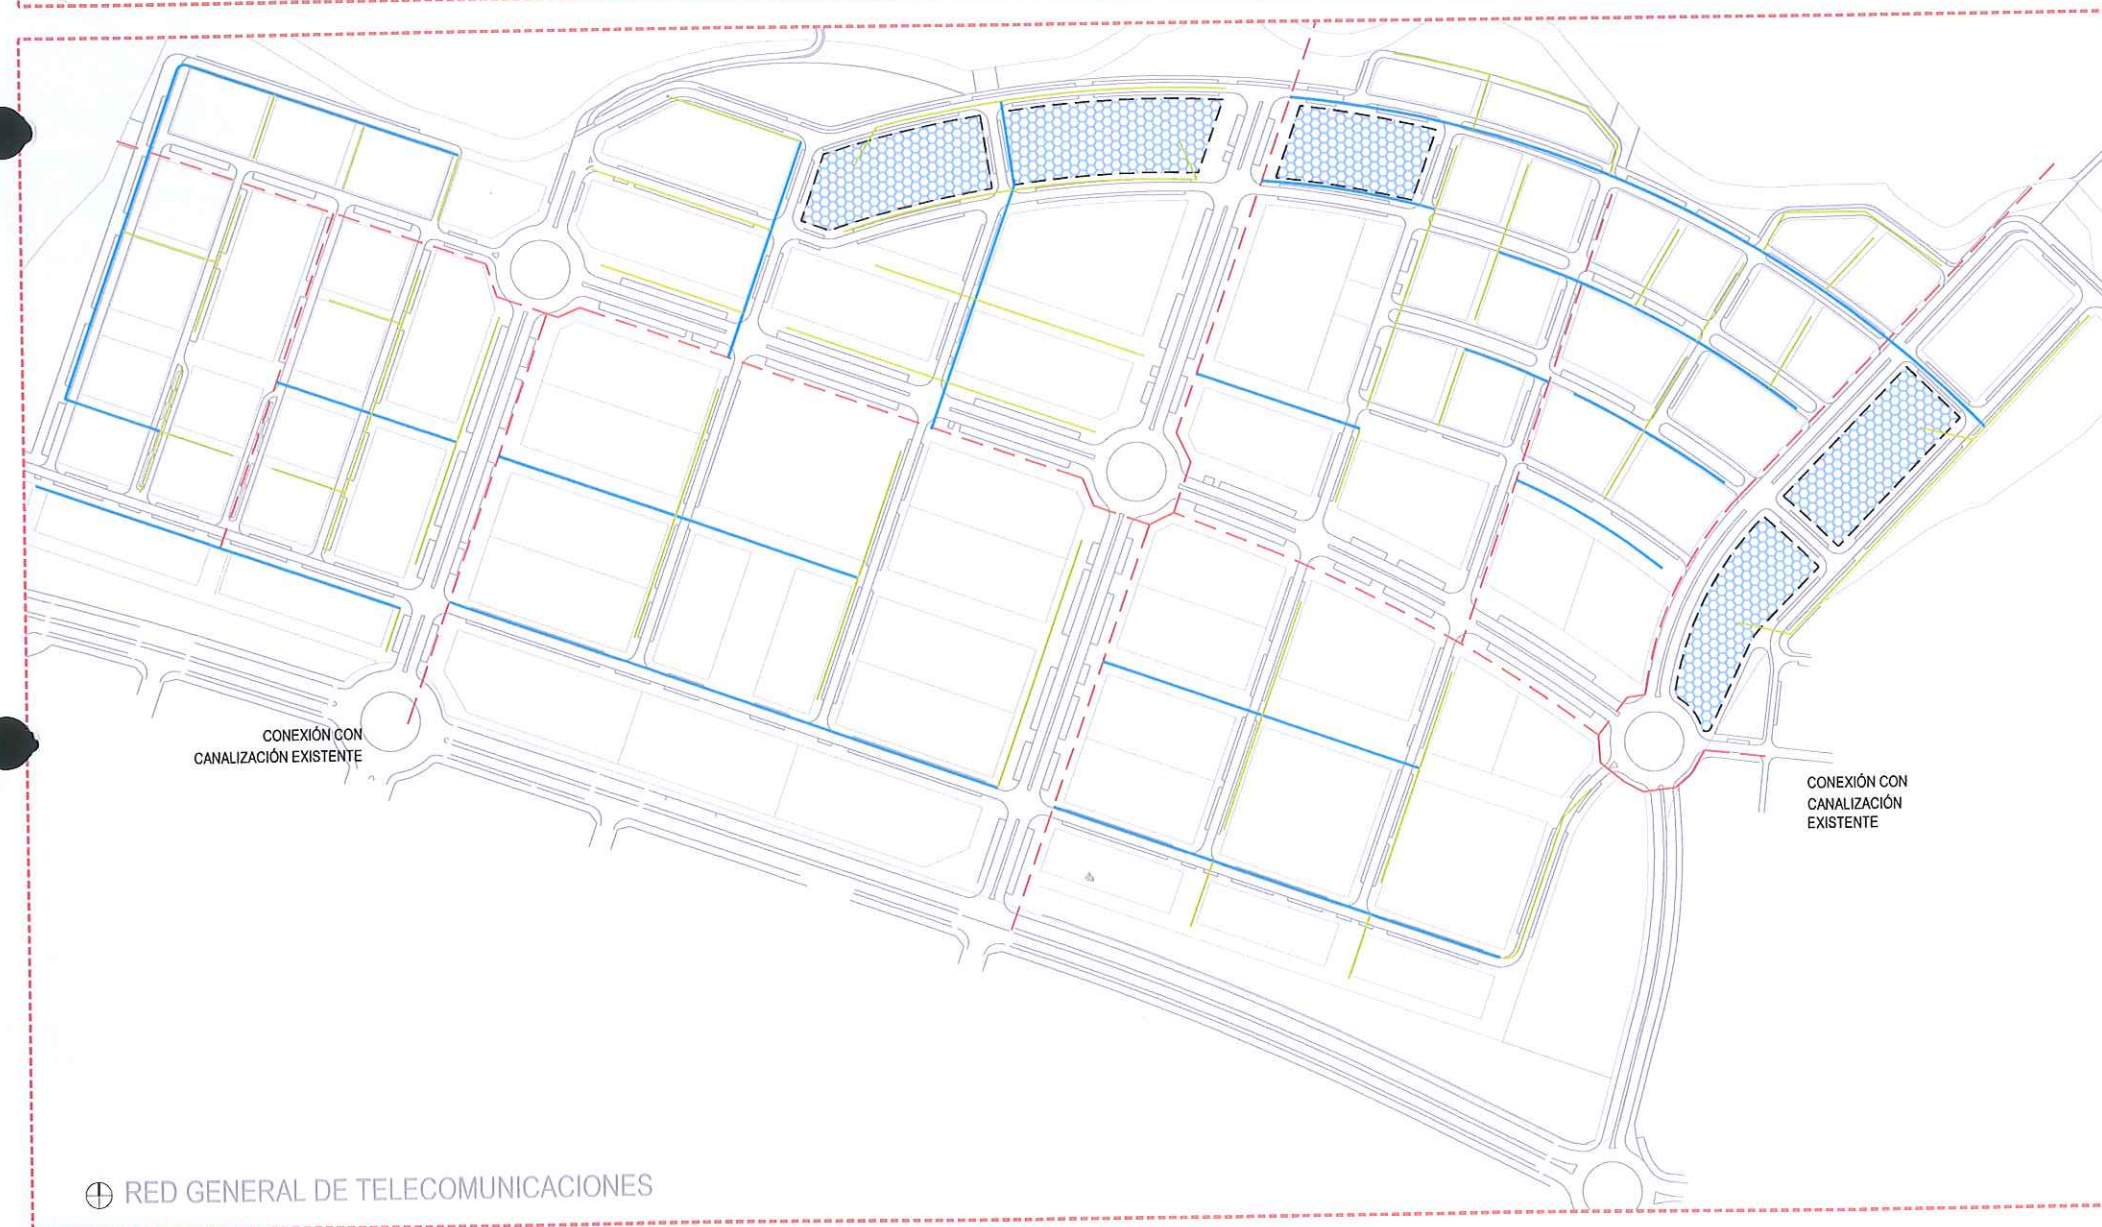 CONEXIÓN CON
CANALIZACIÓN EXISTENTE
CONEXIÓN CON
CANALIZACIÓN
EXISTENTE
RED GENERAL DE TELECOMUNICACIONES